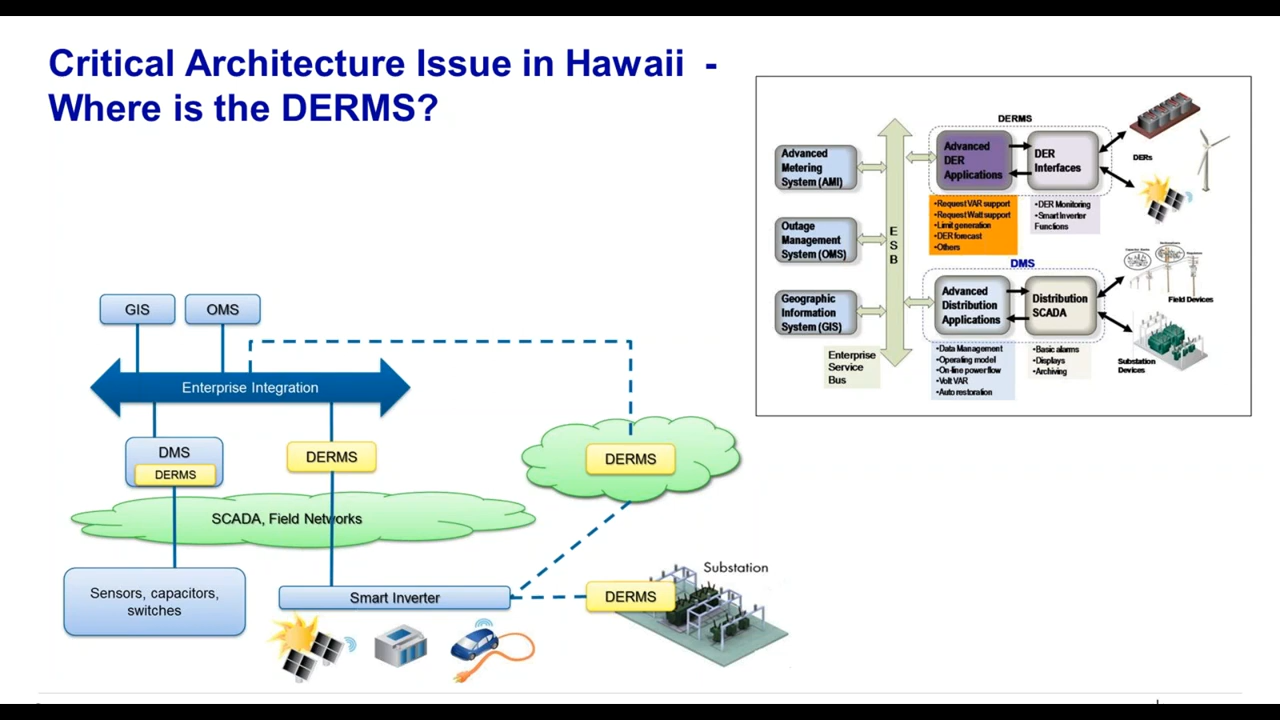 Critical Architecture Issue in Hawaii -
Where is the DERMS?
GIS
OMS
Enterprise Integration
DMS
DERMS
DERMS
DERMS
SCADA, Field Networks
Sensors, capacitors,
switches
Smart Inverter
DERMS
Substation
DERMS
Advanced
Metering
System (AMI)
Outage
Management
System (OMS)
Geographic
Information
System (GIS)
E
S
B
Enterprise
Service
Bus
Advanced
DER
Applications
DER
Interfaces
DERs
•Request VAR support
•Request Watt support
•Limit generation
•DER forecast
•Others
•DER Monitoring
•Smart Inverter
Functions
DMS
Advanced
Distribution
Applications
Distribution
SCADA
Field Devices
Substation
Devices
•Data Management
•Operating model
•On-line power flow
•Volt VAR
•Auto restoration
•Basic alarms
•Displays
•Archiving